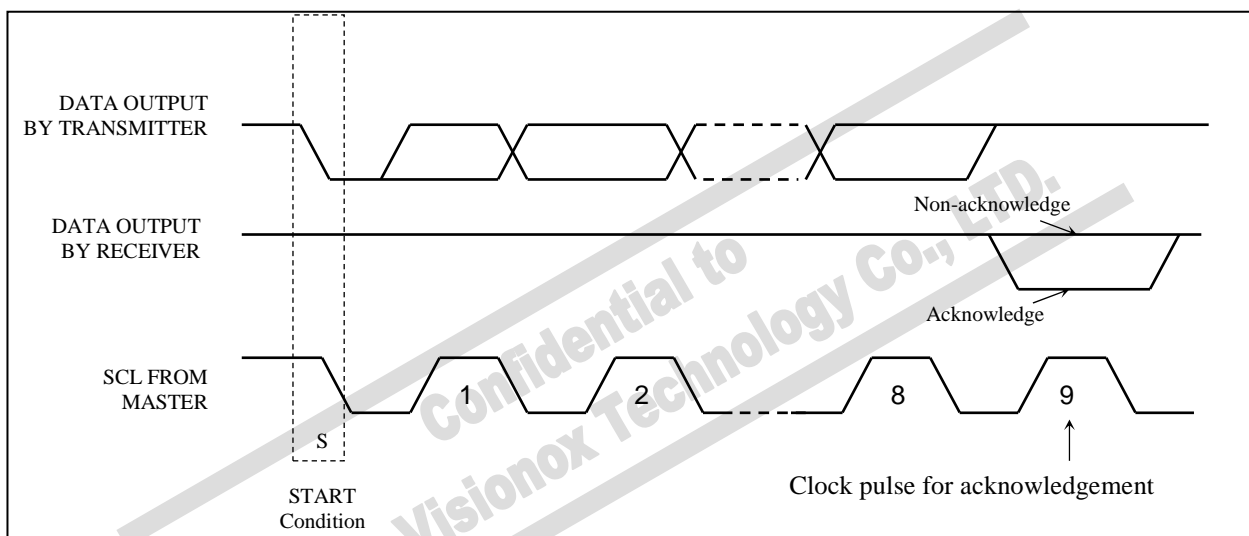 DATA OUTPUT
BY TRANSMITTER
DATA OUTPUT
BY RECEIVER
Non-acknowledge
Acknowledge
SCL FROM
MASTER
1
2
8
9
S
START
Condition
Clock pulse for acknowledgement
Confidential to
Visionox Technology Co., LTD.